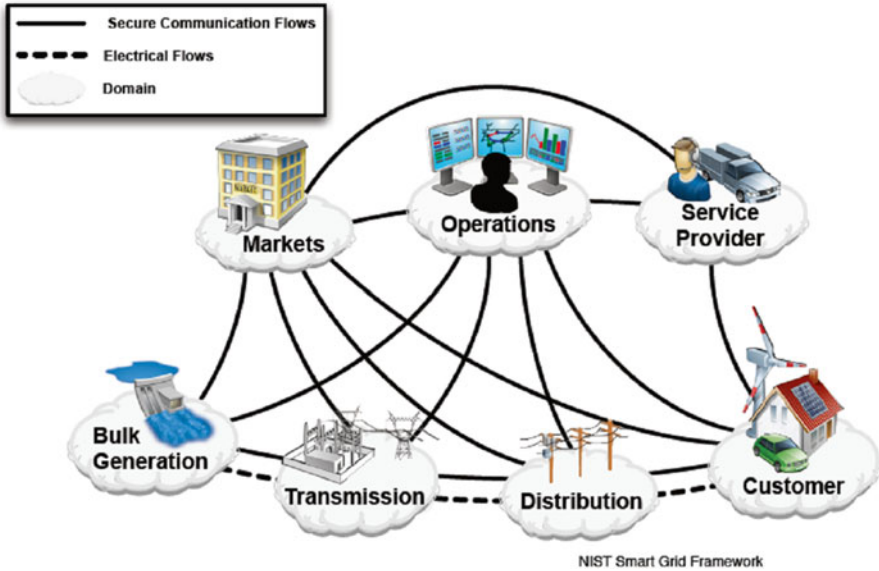 Secure Communication Flows
Electrical Flows
Domain
MARKET
Markets
Operations
Service
Provider
Bulk
Generation
Transmission
Distribution
Customer
NIST Smart Grid Framework